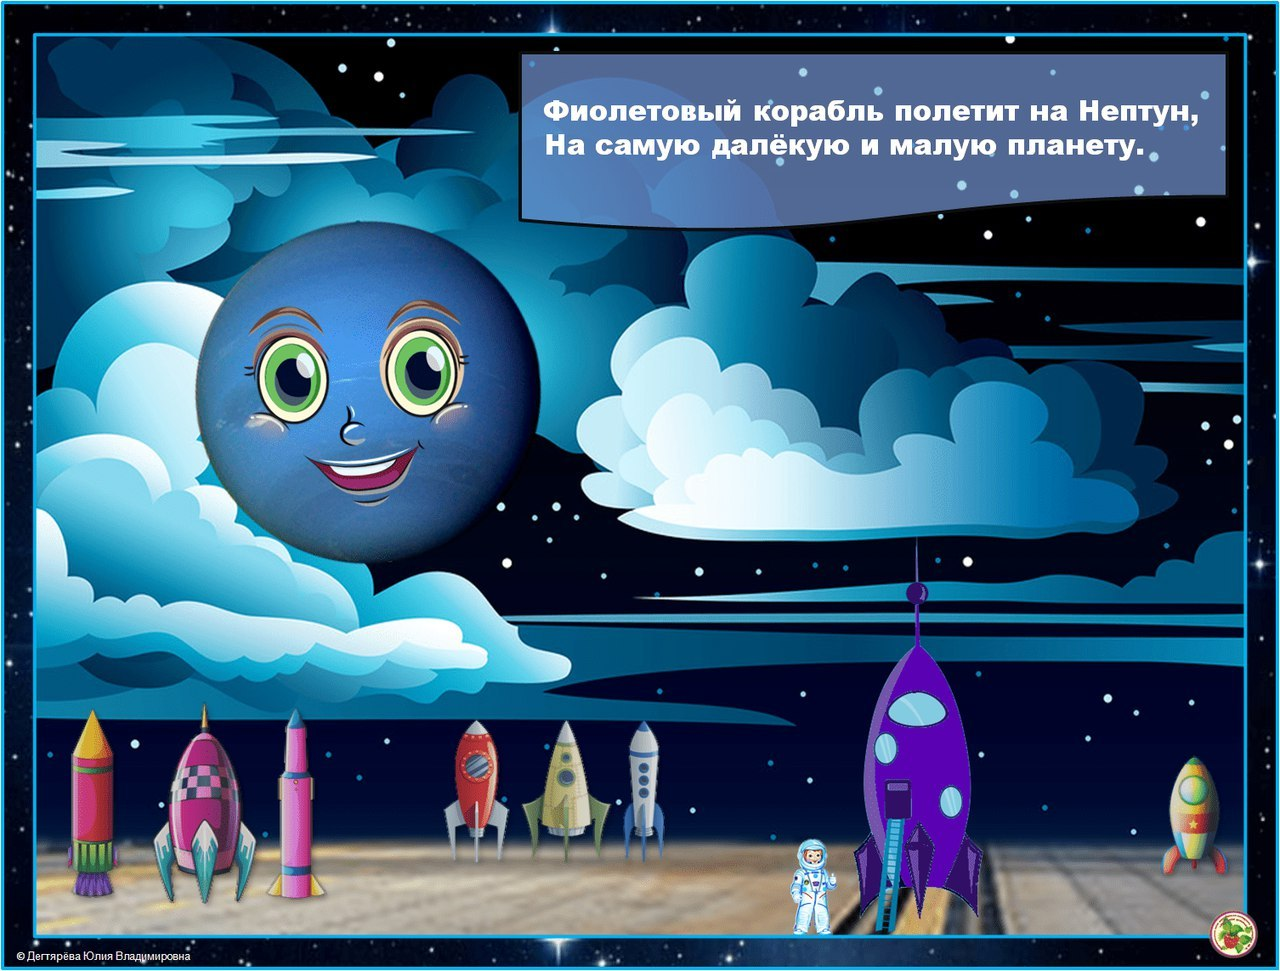 Фиолетовый корабль полетит на Нептун,
На самую далёкую и малую планету.
© Дегтярёва Юлия Владимировна